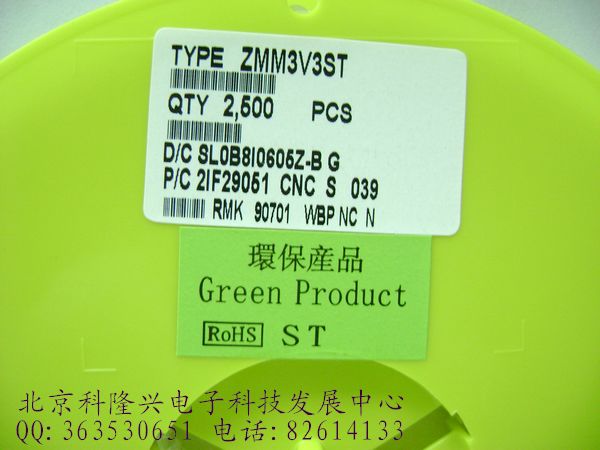 TYPE ZMM3V3ST
QTY 2,500 PCS
D/C SL0B8I0605Z-B G
P/C 2IF29051 CNC S 039
RMK 90701 WBP NC N
環保産品
Green Product
RoHS ST
北京科隆兴电子科技发展中心
QQ: 363530651 电话: 82614133